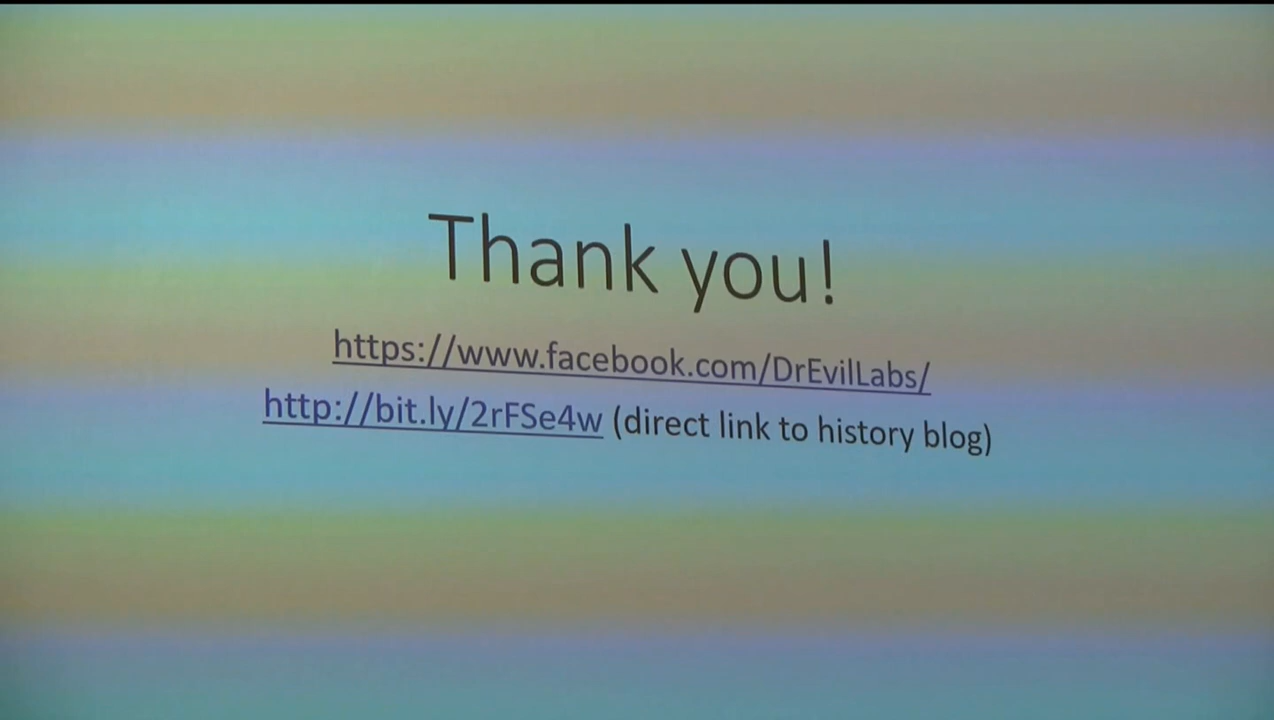 Thank you!
https://www.facebook.com/DrEvilLabs/
http://bit.ly/2rFSe4w (direct link to history blog)